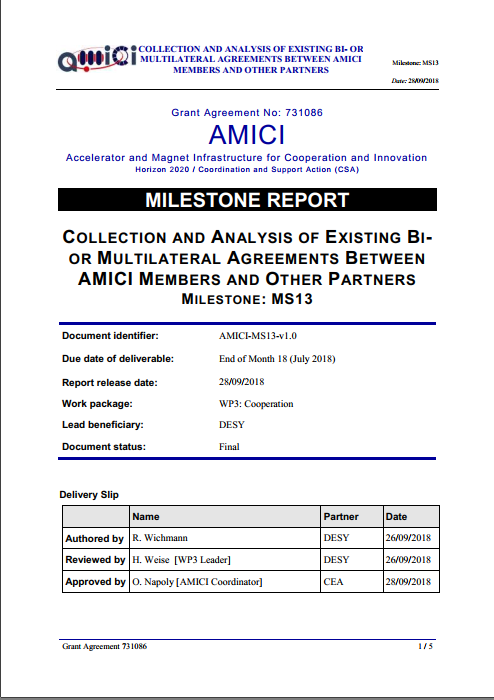 amici
COLLECTION AND ANALYSIS OF EXISTING BI- OR
MULTILATERAL AGREEMENTS BETWEEN AMICI
MEMBERS AND OTHER PARTNERS
Milestone: MS13
Date: 28/09/2018
Grant Agreement No: 731086
AMICI
Accelerator and Magnet Infrastructure for Cooperation and Innovation
Horizon 2020 / Coordination and Support Action (CSA)
MILESTONE REPORT
COLLECTION AND ANALYSIS OF EXISTING BI-
OR MULTILATERAL AGREEMENTS BETWEEN
AMICI MEMBERS AND OTHER PARTNERS
MILESTONE: MS13
Document identifier: AMICI-MS13-v1.0
Due date of deliverable: End of Month 18 (July 2018)
Report release date: 28/09/2018
Work package: WP3: Cooperation
Lead beneficiary: DESY
Document status: Final
Delivery Slip
Name Partner Date
Authored by R. Wichmann DESY 26/09/2018
Reviewed by H. Weise [WP3 Leader] DESY 26/09/2018
Approved by O. Napoly [AMICI Coordinator] CEA 28/09/2018
Grant Agreement 731086 1 / 5